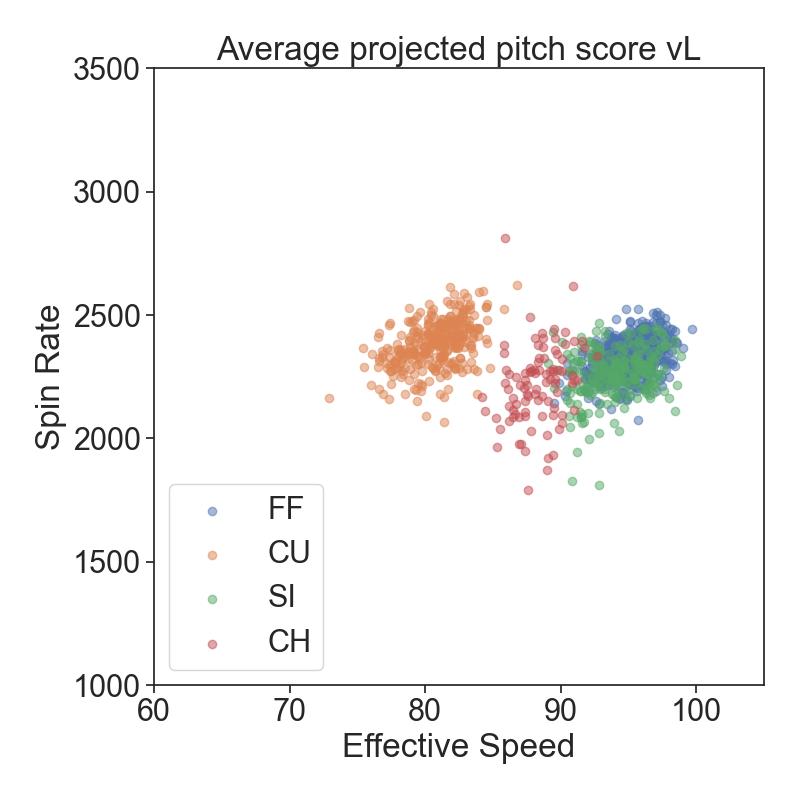 Average projected pitch score vL
3500
3000
2500
2000
1500
1000
Spin Rate
FF
CU
SI
CH
60 70 80 90 100
Effective Speed